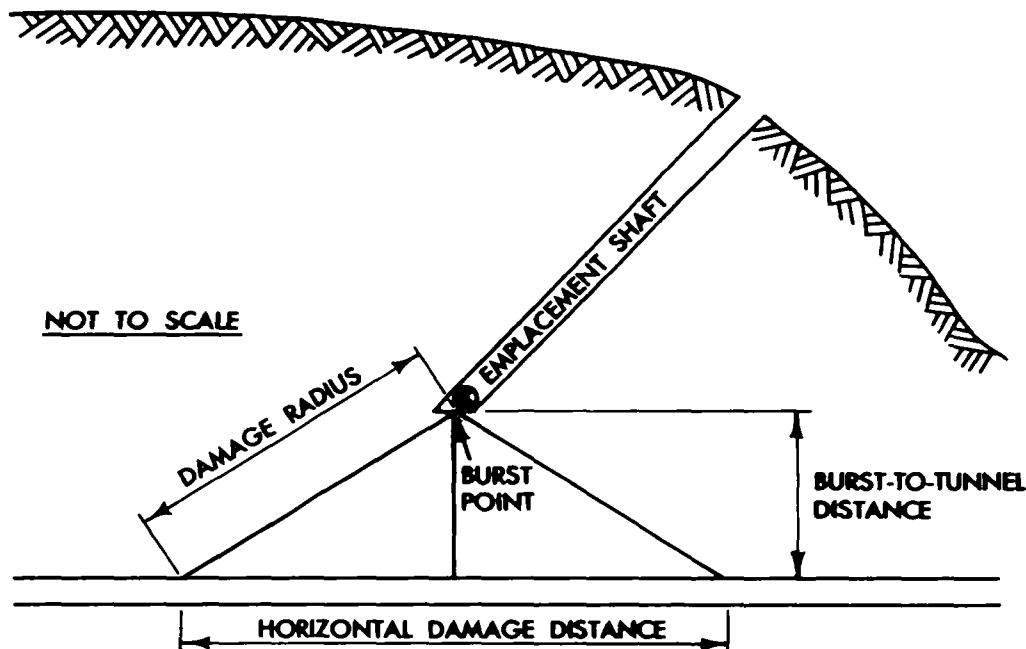 EMPLACEMENT SHAFT
NOT TO SCALE
DAMAGE RADIUS
BURST
POINT
BURST-TO-TUNNEL
DISTANCE
HORIZONTAL DAMAGE DISTANCE